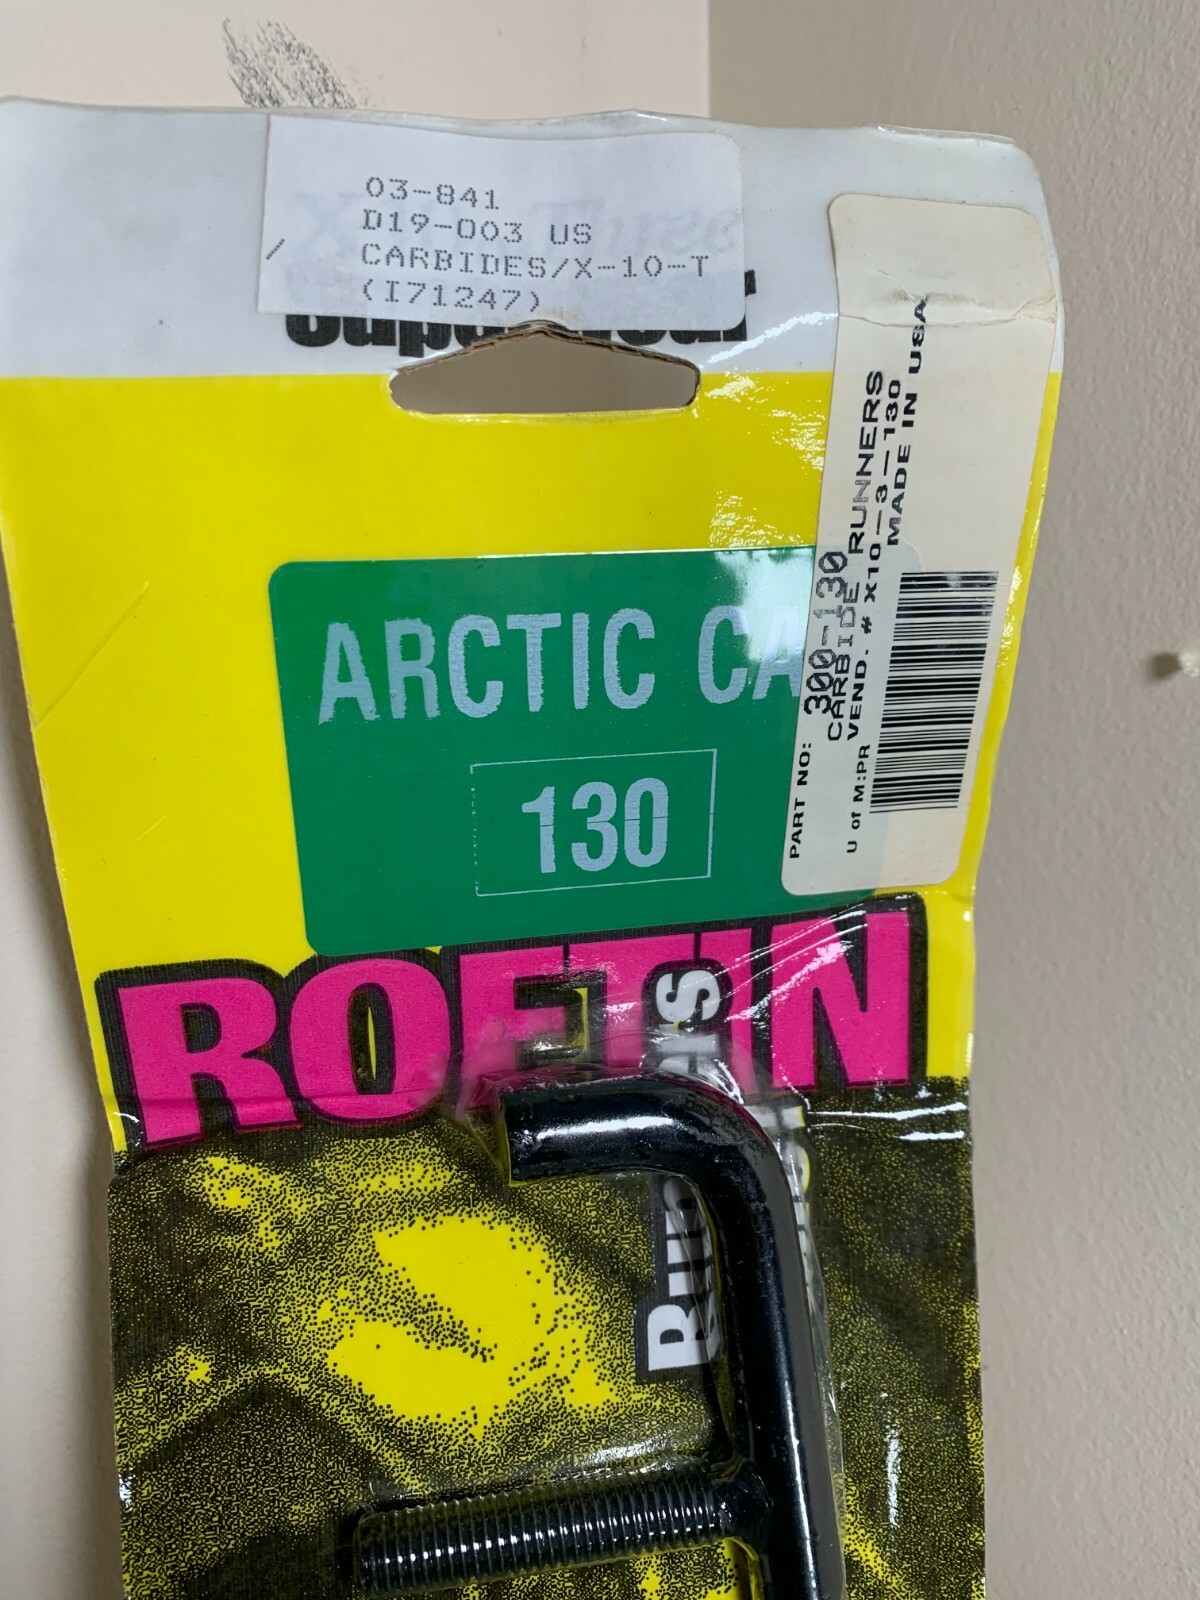 03-841
D19-003 US
/ CARBIDES/X-10-T
(I71247)
PART NO: 300-130
CARBIDE RUNNERS
VEND. # X10-3-130
U of M:PR
MADE IN USA
ARCTIC CA
130
ROETIN